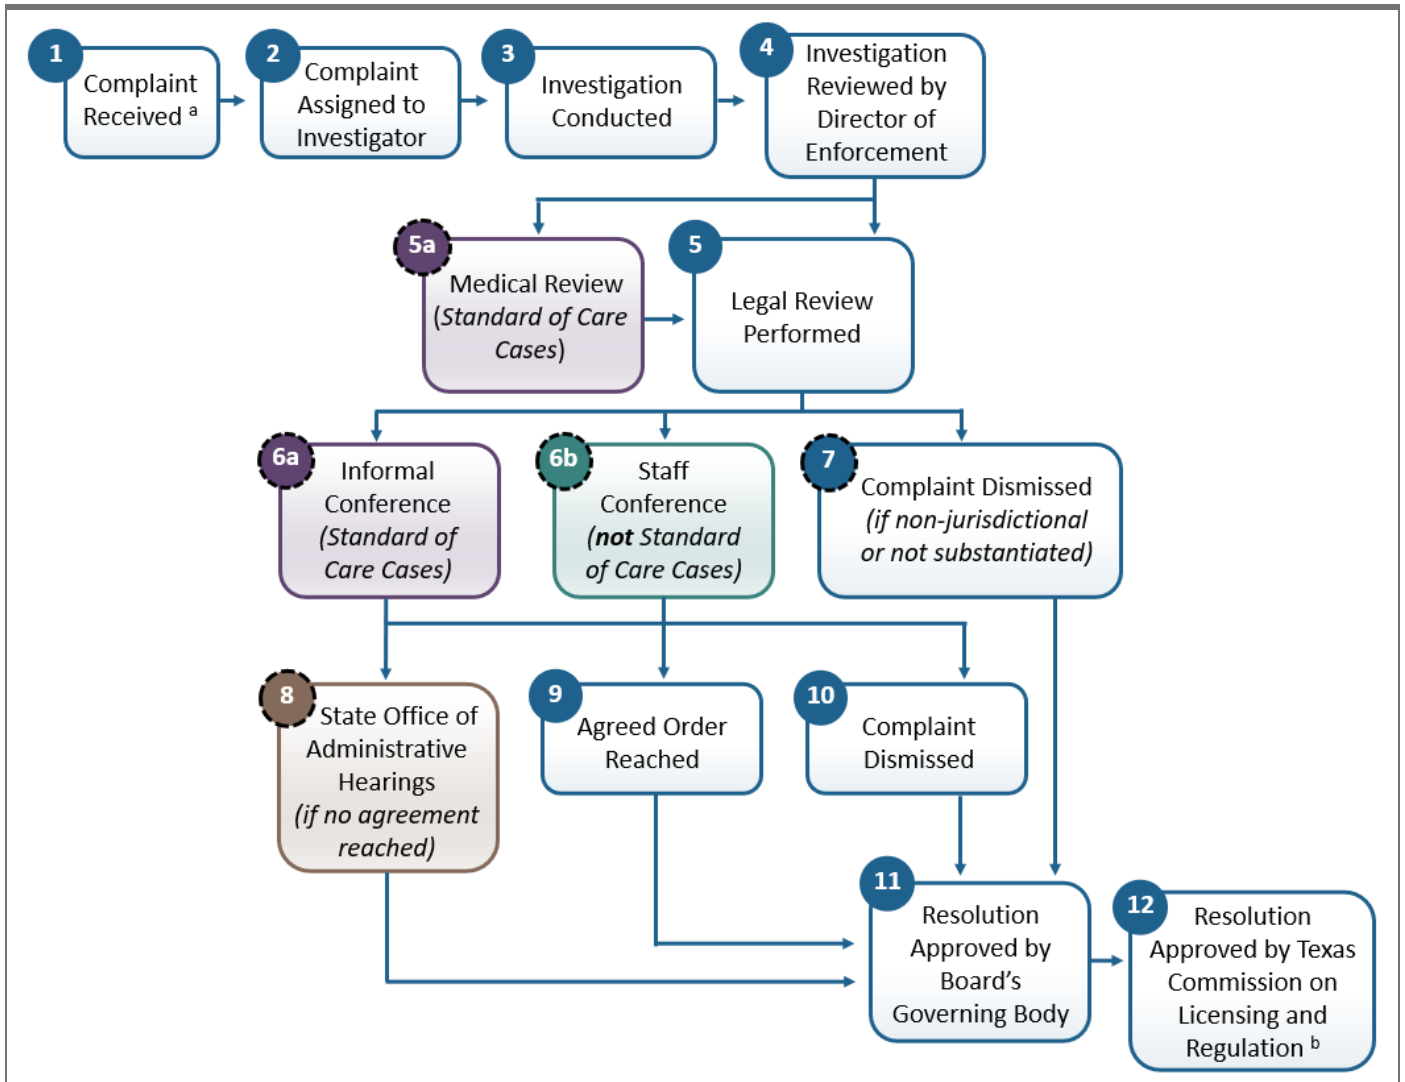 1
Complaint
Received a
2
Complaint
Assigned to
Investigator
3
Investigation
Conducted
4
Investigation
Reviewed by
Director of
Enforcement
5a
Medical Review
(Standard of Care
Cases)
5
Legal Review
Performed
6a
Informal
Conference
(Standard of
Care Cases)
6b
Staff
Conference
(not Standard
of Care Cases)
7
Complaint Dismissed
(if non-jurisdictional
or not substantiated)
8
State Office of
Administrative
Hearings
(if no agreement
reached)
9
Agreed Order
Reached
10
Complaint
Dismissed
11
Resolution
Approved by
Board’s
Governing Body
12
Resolution
Approved by Texas
Commission on
Licensing and
Regulation b